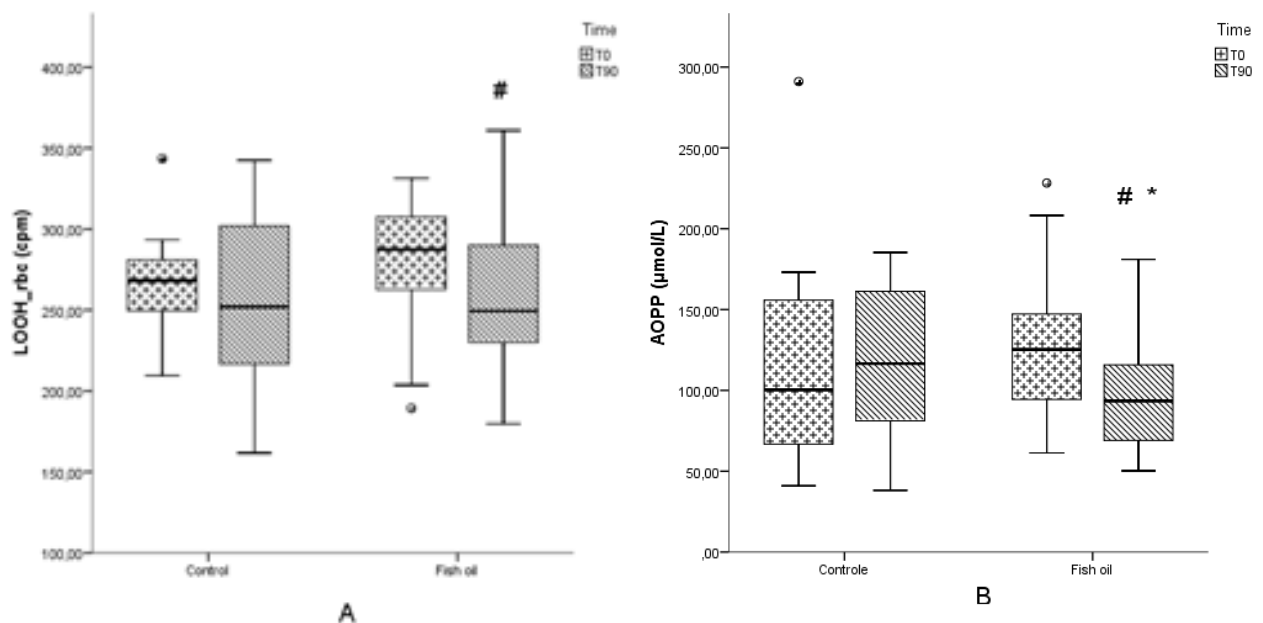 Time
T0
T90
400,00
350,00
300,00
250,00
200,00
150,00
100,00
LOOH_rbc (cpm)
#
Control
Fish oil
A
Time
T0
T90
300,00
250,00
200,00
150,00
100,00
50,00
,00
AOPP (µmol/L)
# *
Controle
Fish oil
B